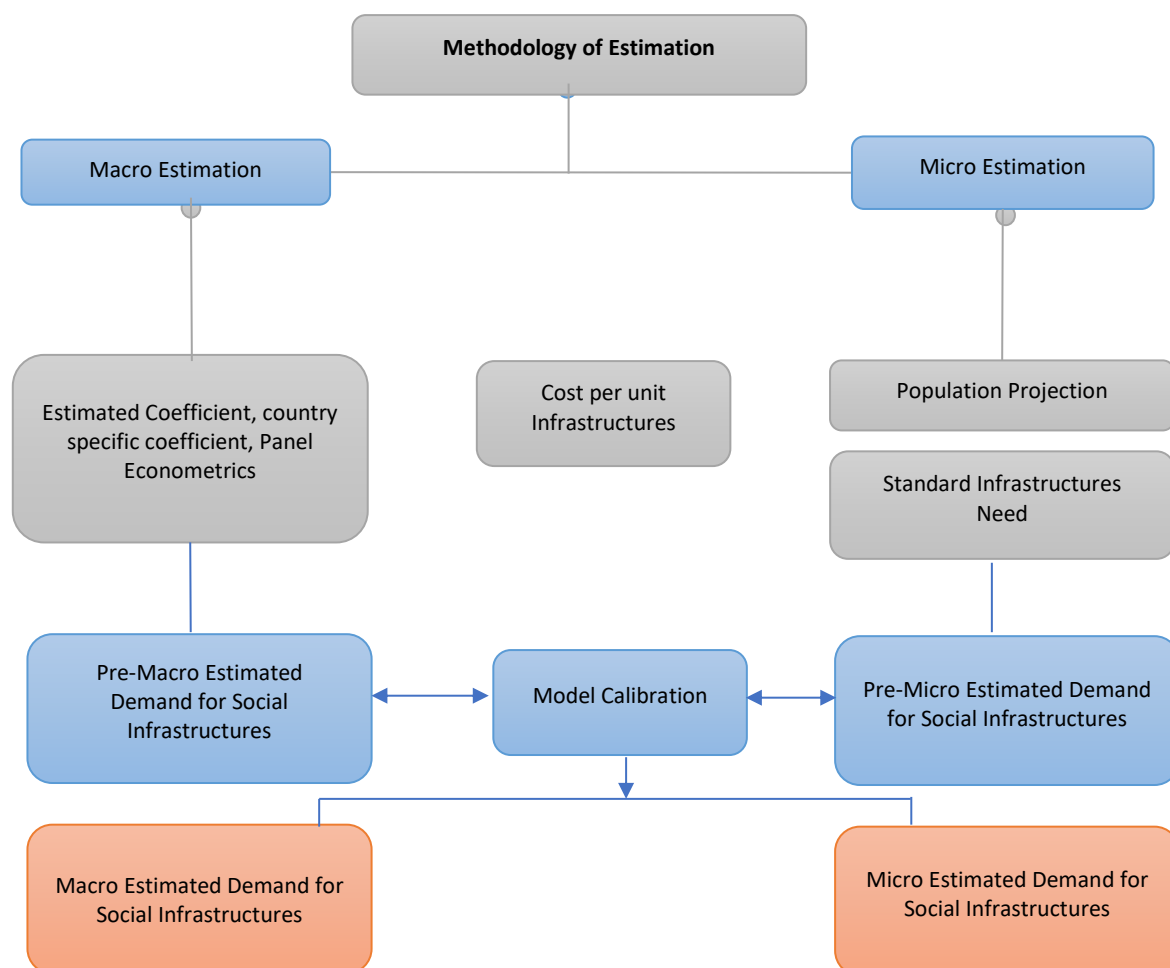 Methodology of Estimation
Macro Estimation
Micro Estimation
Estimated Coefficient, country
specific coefficient, Panel
Econometrics
Cost per unit
Infrastructures
Population Projection
Standard Infrastructures
Need
Pre-Macro Estimated
Demand for Social
Infrastructures
Model Calibration
Pre-Micro Estimated Demand
for Social Infrastructures
Macro Estimated Demand for
Social Infrastructures
Micro Estimated Demand for
Social Infrastructures